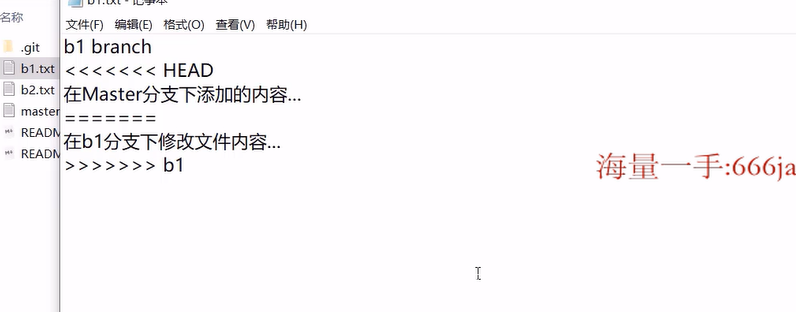 b1.txt - 记事本
名称
文件(F) 编辑(E) 格式(O) 查看(V) 帮助(H)
.git
b1.txt
b2.txt
master
READM
READM
b1 branch
<<<<<<< HEAD
在Master分支下添加的内容...
=======
在b1分支下修改文件内容...
>>>>>>> b1
海量一手:666ja